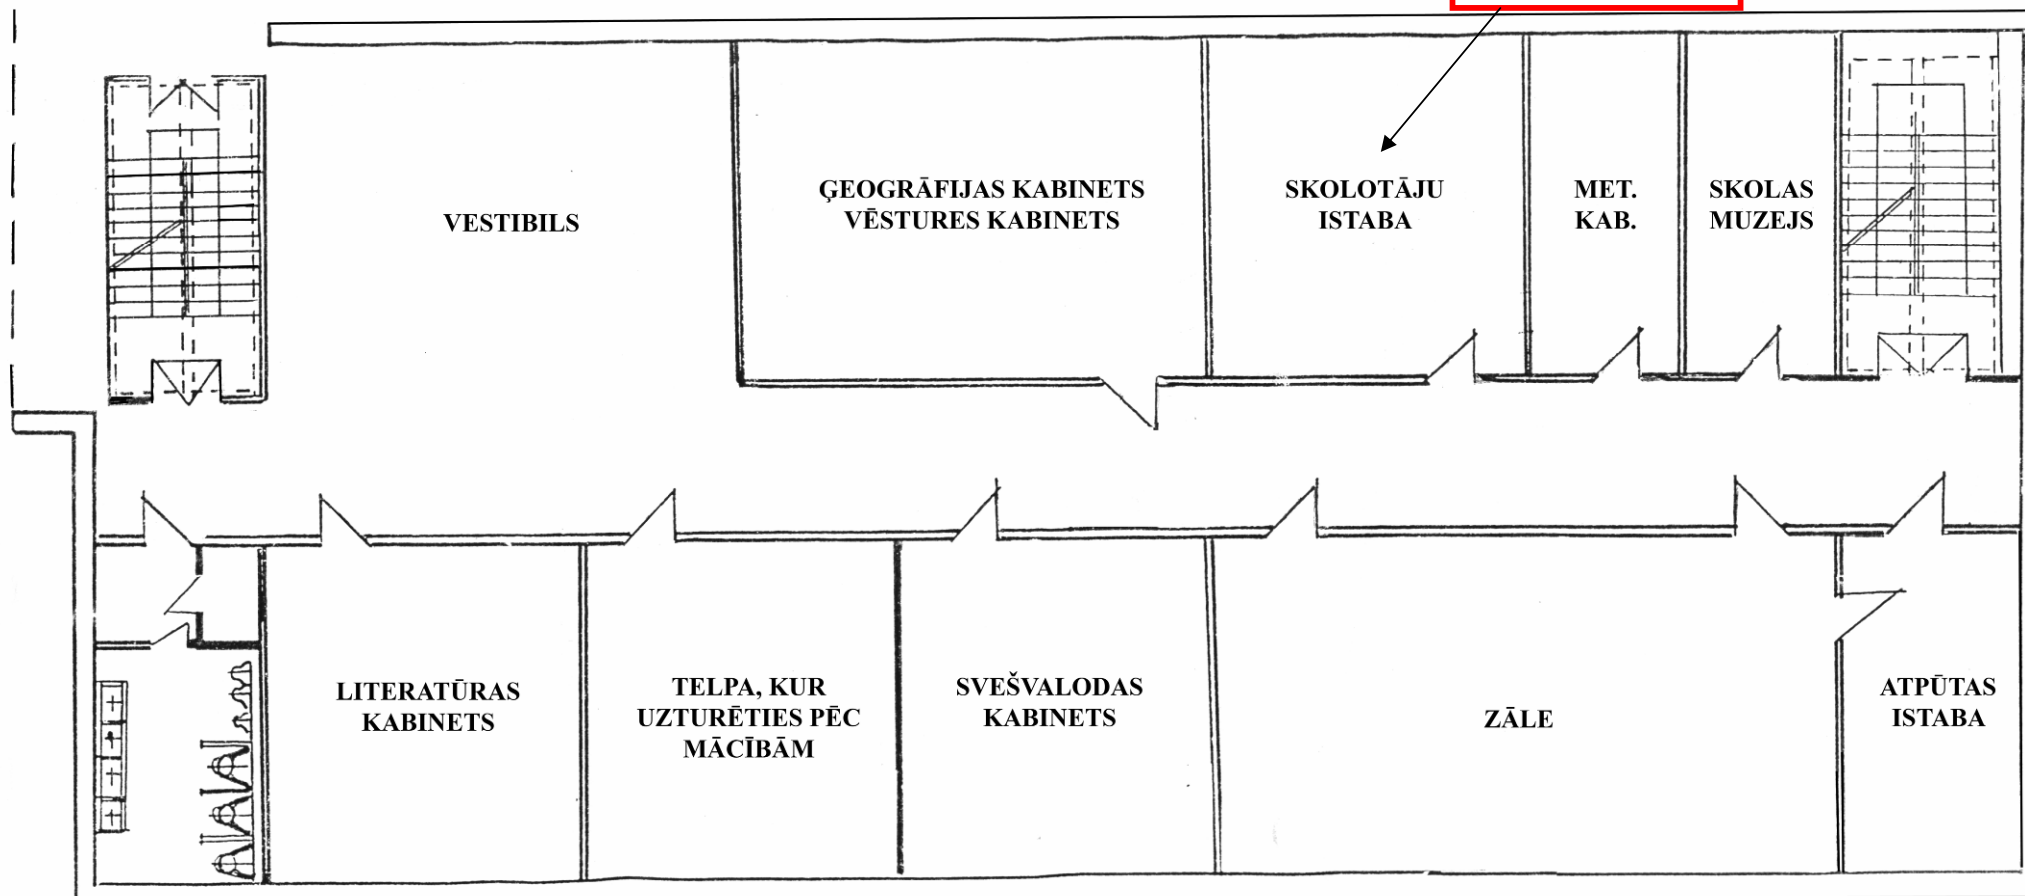 VESTIBILS
ĢEOGRĀFIJAS KABINETS
VĒSTURES KABINETS
SKOLOTĀJU
ISTABA
MET.
KAB.
SKOLAS
MUZEJS
LITERATŪRAS
KABINETS
TELPA, KUR
UZTURĒTIES PĒC
MĀCĪBĀM
SVEŠVALODAS
KABINETS
ZĀLE
ATPŪTAS
ISTABA